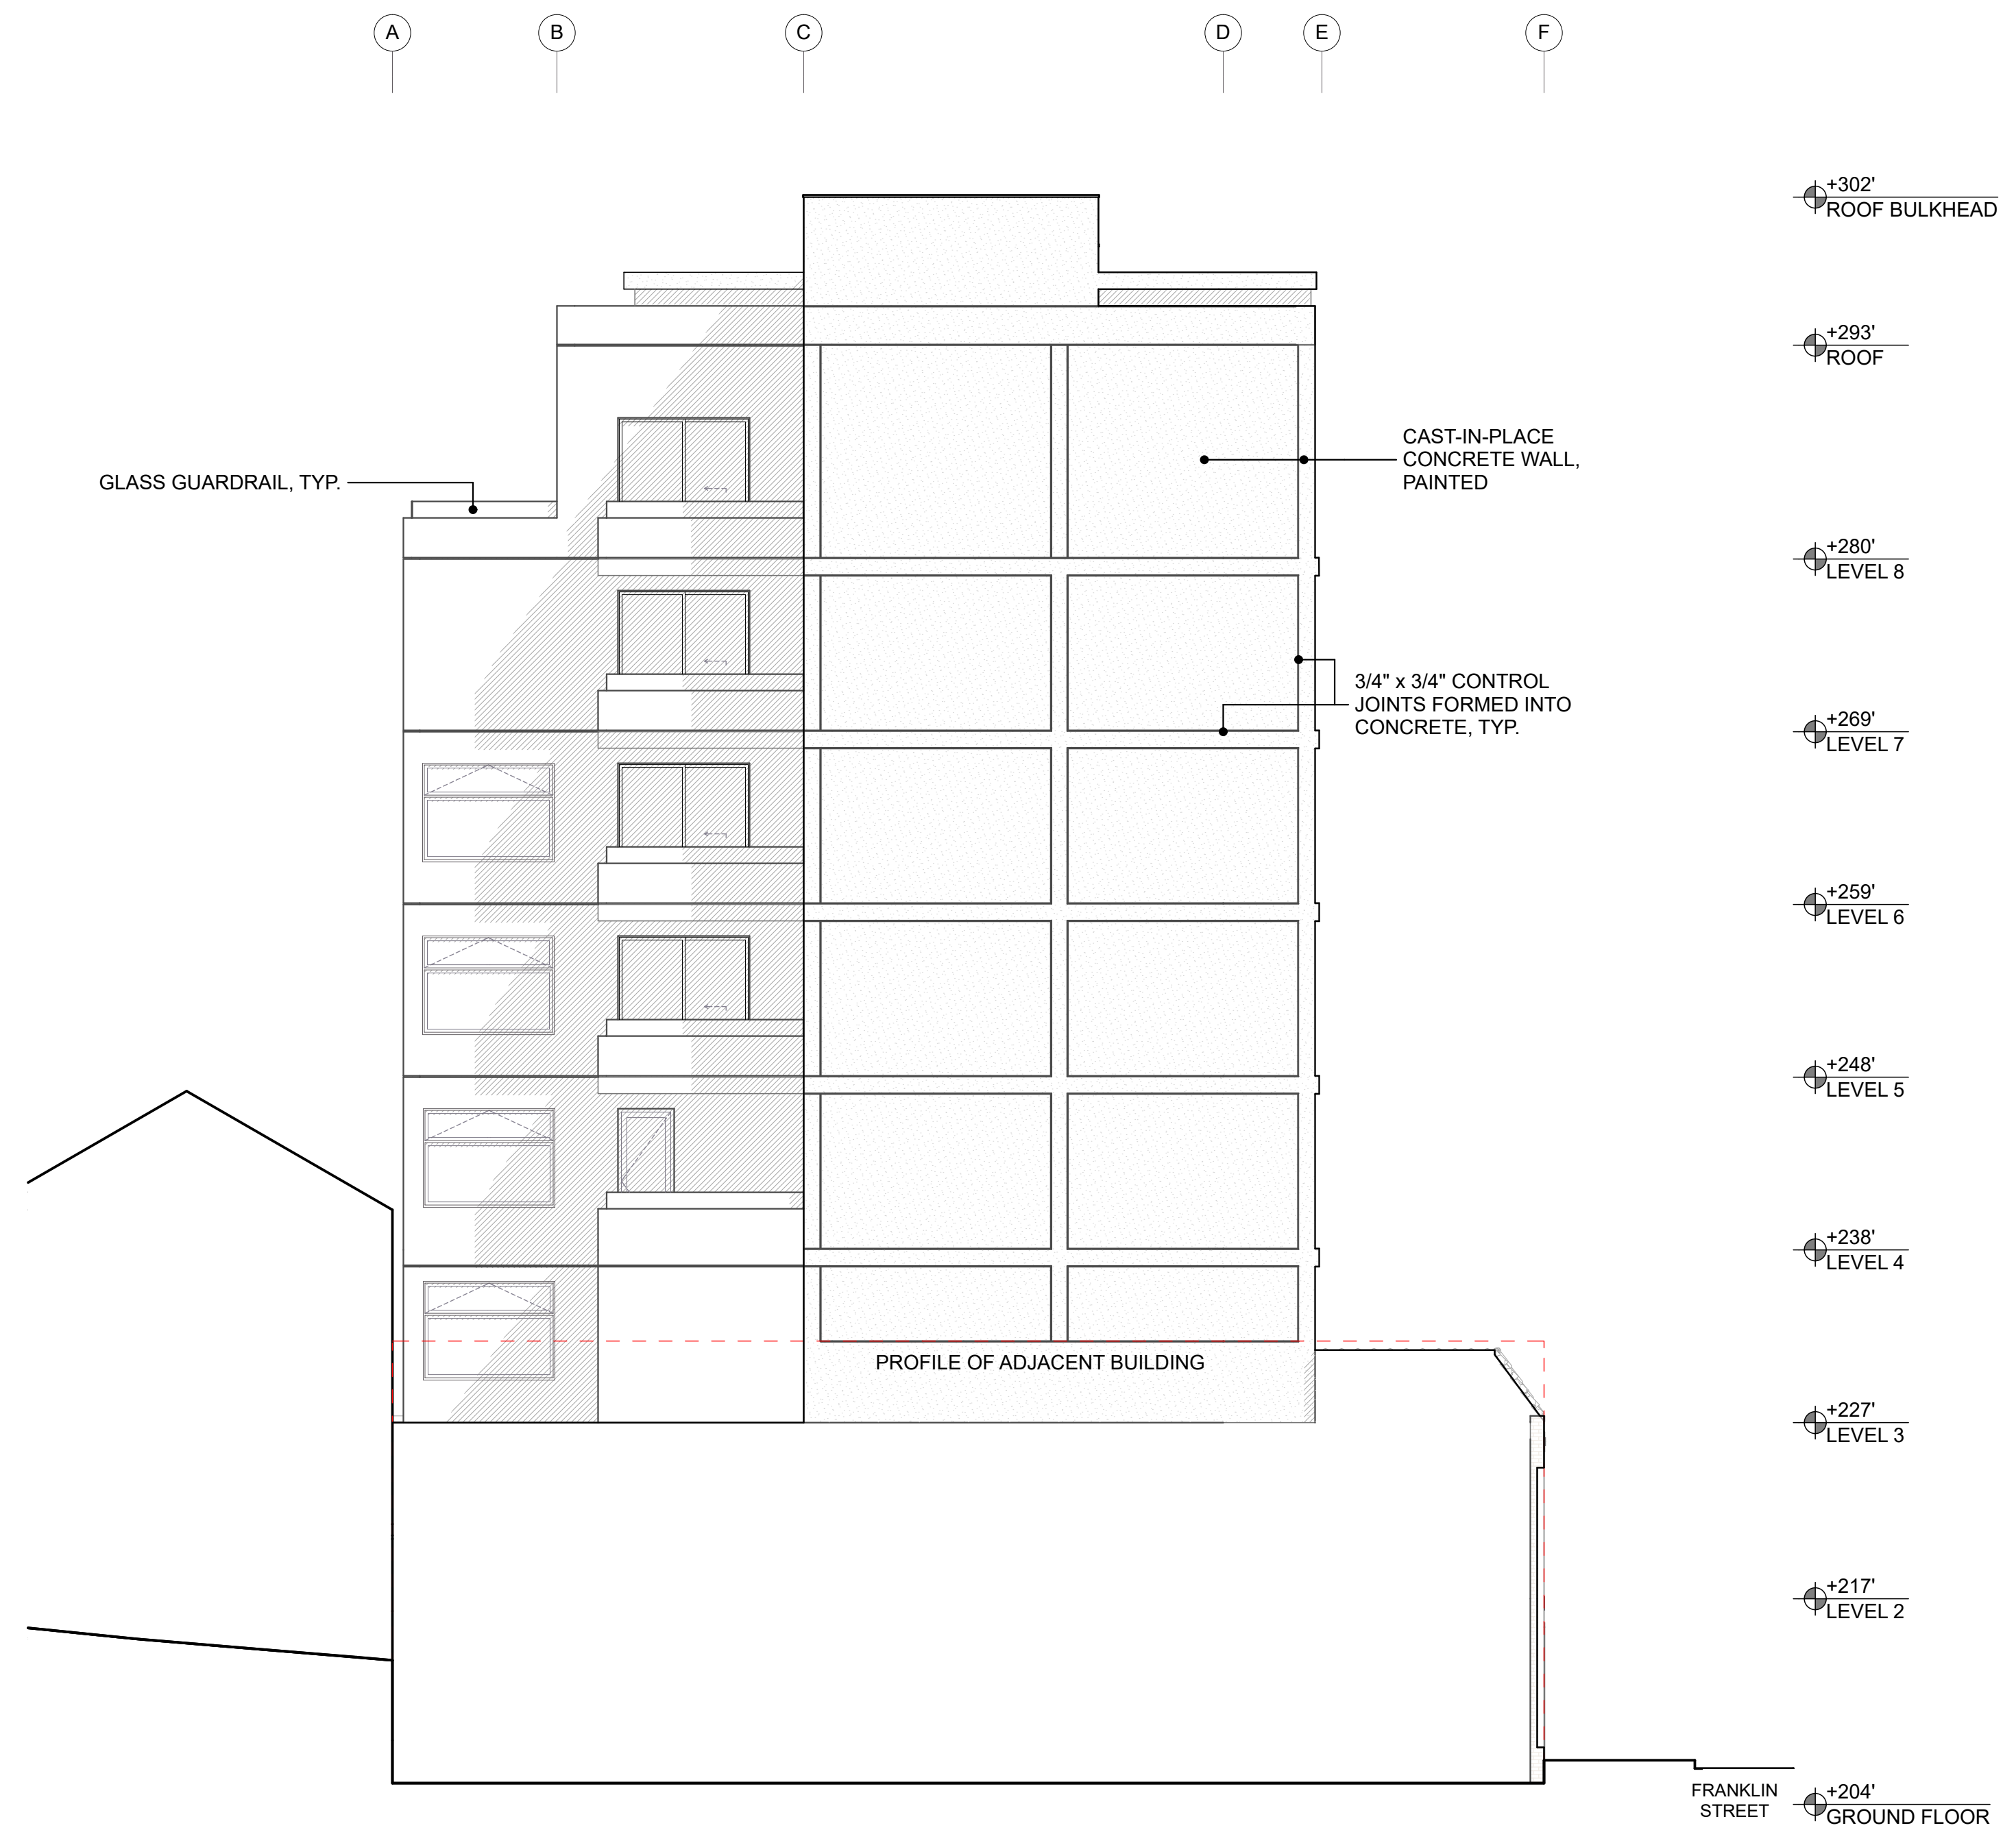 A
B
C
D
E
F
+302'
ROOF BULKHEAD
+293'
ROOF
CAST-IN-PLACE
CONCRETE WALL,
PAINTED
GLASS GUARDRAIL, TYP.
+280'
LEVEL 8
3/4" x 3/4" CONTROL
JOINTS FORMED INTO
CONCRETE, TYP.
+269'
LEVEL 7
+259'
LEVEL 6
+248'
LEVEL 5
+238'
LEVEL 4
PROFILE OF ADJACENT BUILDING
+227'
LEVEL 3
+217'
LEVEL 2
FRANKLIN
STREET
+204'
GROUND FLOOR